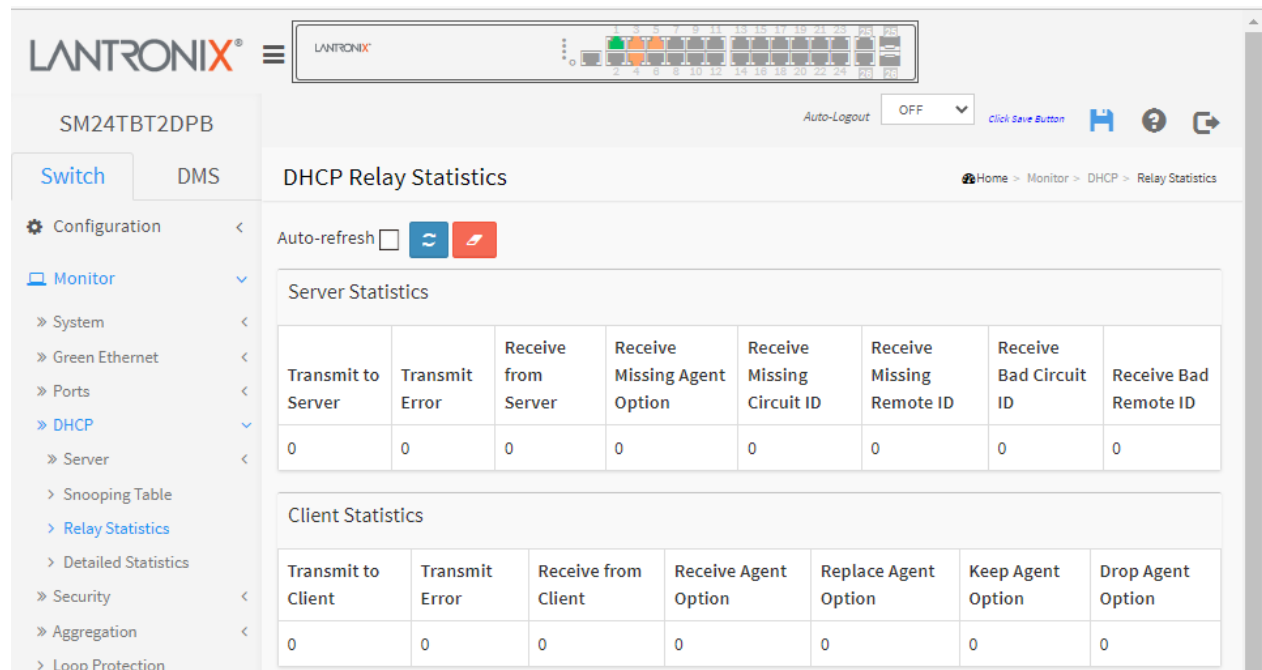 LANTRONIX®
LANTRONIX
1 3 5 7 9 11 13 15 17 19 21 23 25 25
2 4 6 8 10 12 14 16 18 20 22 24 26 26
SM24TBT2DPB
Auto-Logout OFF Click Save Button
Switch DMS
DHCP Relay Statistics
Home > Monitor > DHCP > Relay Statistics
Configuration
Monitor
System
Green Ethernet
Ports
DHCP
Server
Snooping Table
Relay Statistics
Detailed Statistics
Security
Aggregation
Loop Protection
Auto-refresh
Server Statistics
Transmit to Server Transmit Error Receive from Server Receive Missing Agent Option Receive Missing Circuit ID Receive Missing Remote ID Receive Bad Circuit ID Receive Bad Remote ID
0 0 0 0 0 0 0 0
Client Statistics
Transmit to Client Transmit Error Receive from Client Receive Agent Option Replace Agent Option Keep Agent Option Drop Agent Option
0 0 0 0 0 0 0